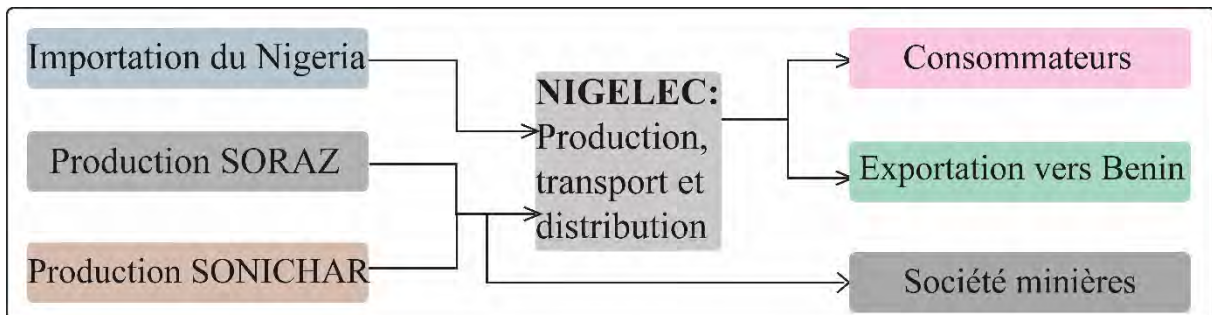 Importation du Nigeria
Production SORAZ
Production SONICHAR
NIGELEC:
Production,
transport et
distribution
Consommateurs
Exportation vers Benin
Société minières